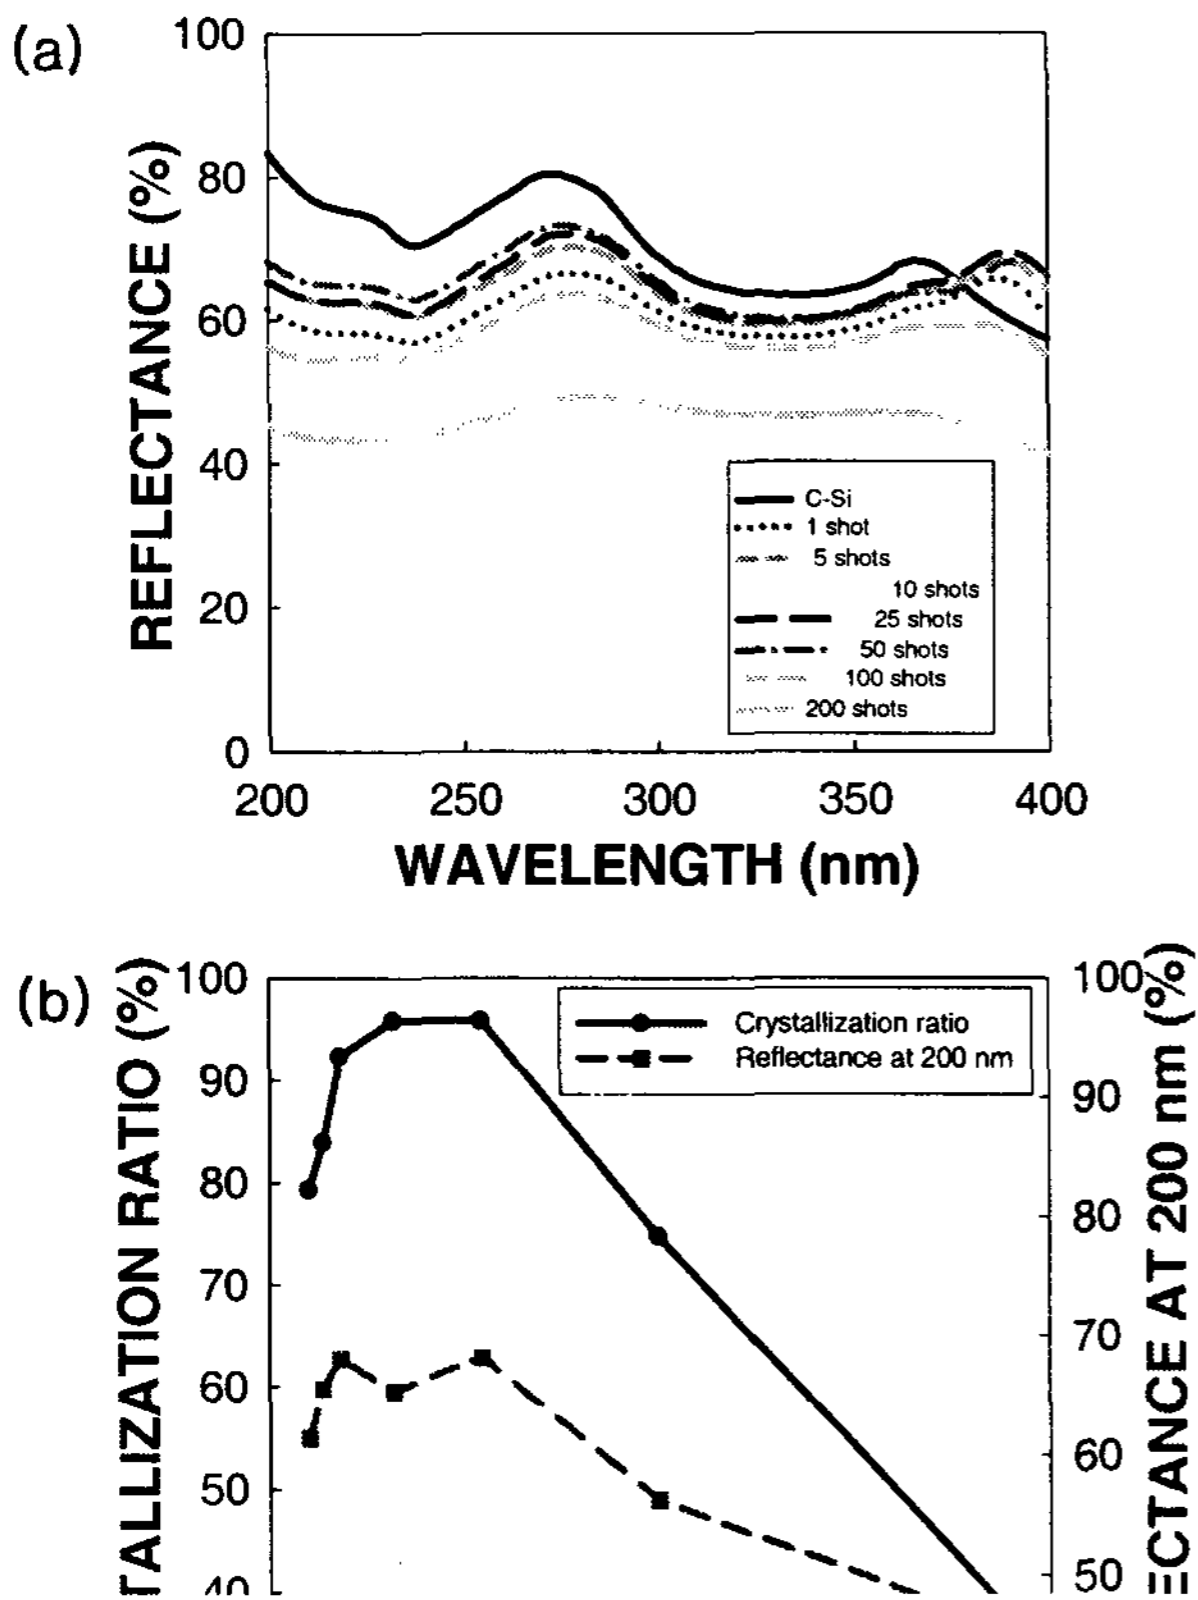 (a)
REFLECTANCE (%)
100
80
60
40
20
0
C-Si
1 shot
5 shots
10 shots
25 shots
50 shots
100 shots
200 shots
200 250 300 350 400
WAVELENGTH (nm)
(b)
TALLIZATION RATIO (%)
100
90
80
70
60
50
40
Crystallization ratio
Reflectance at 200 nm
100
90
80
70
60
50
ECTANCE AT 200 nm (%)